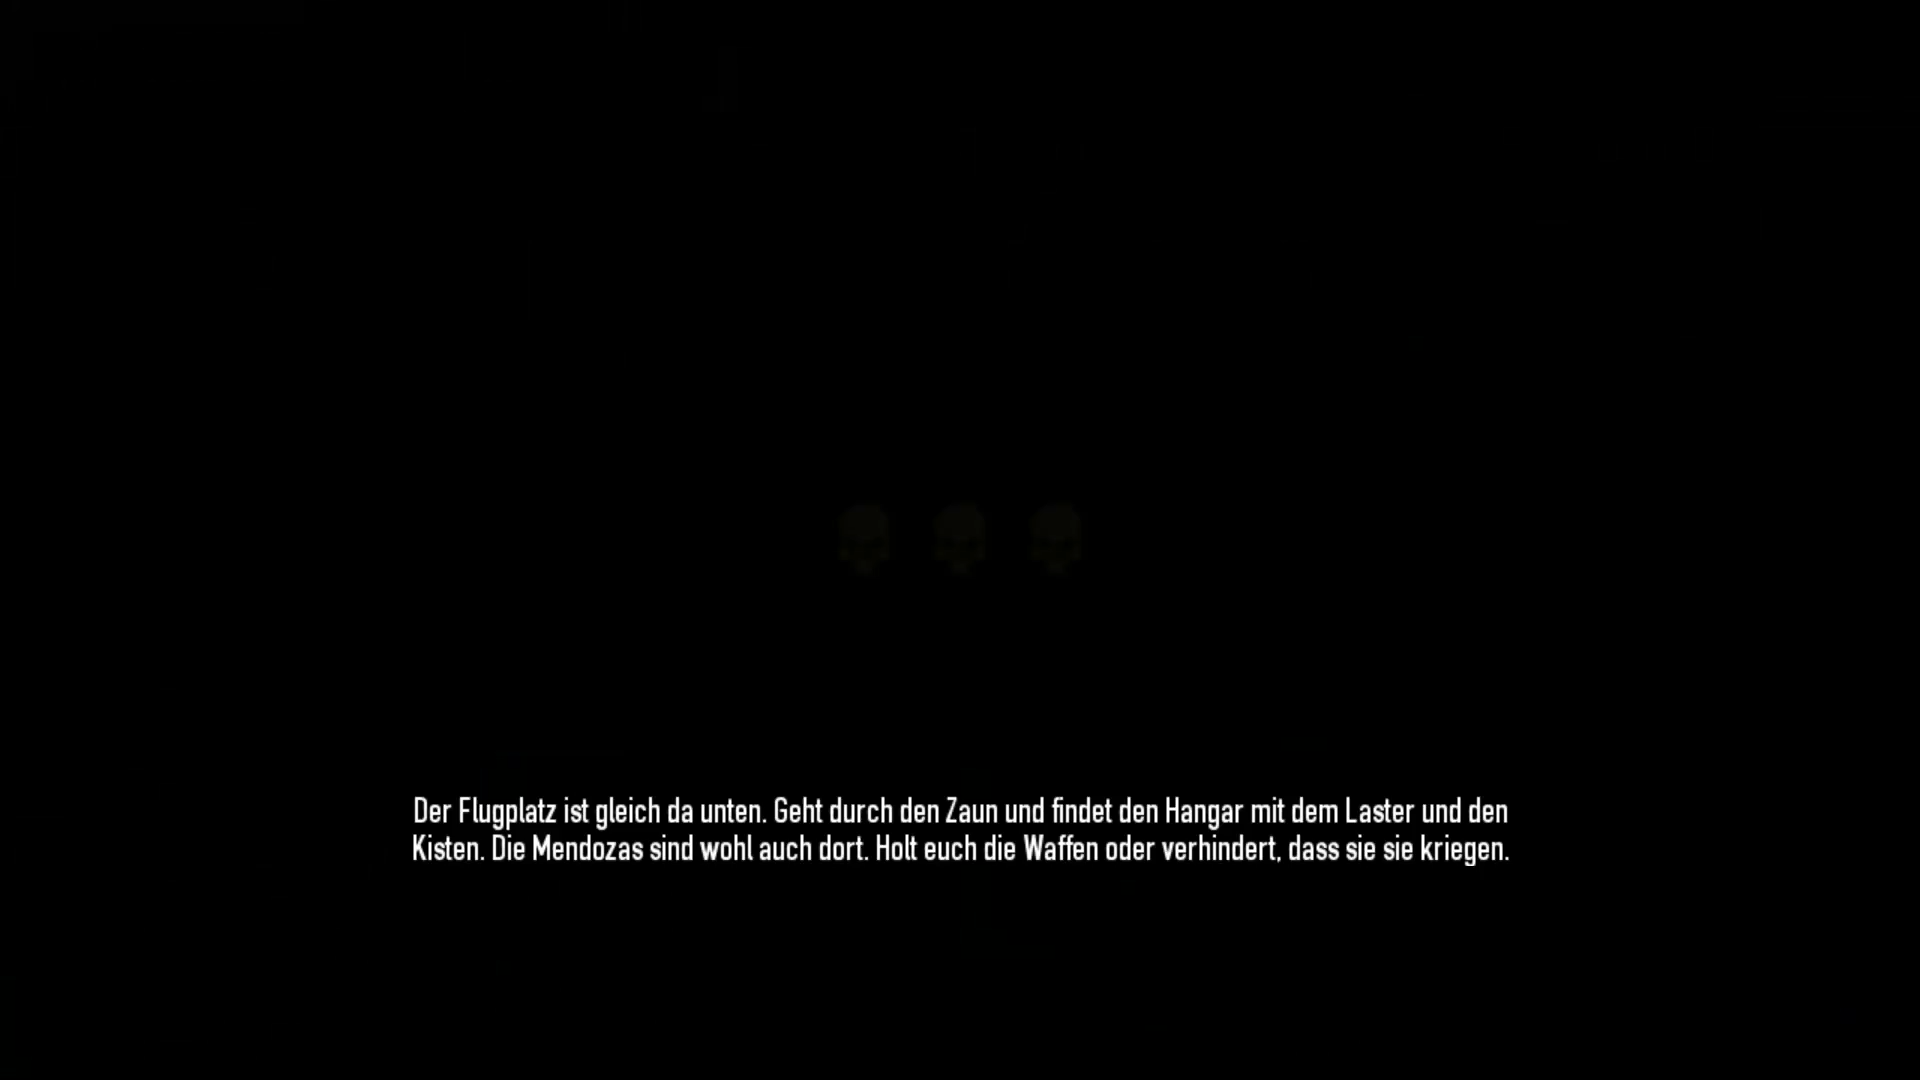 Der Flugplatz ist gleich da unten. Geht durch den Zaun und findet den Hangar mit dem Laster und den
Kisten. Die Mendozas sind wohl auch dort. Holt euch die Waffen oder verhindert, dass sie sie kriegen.